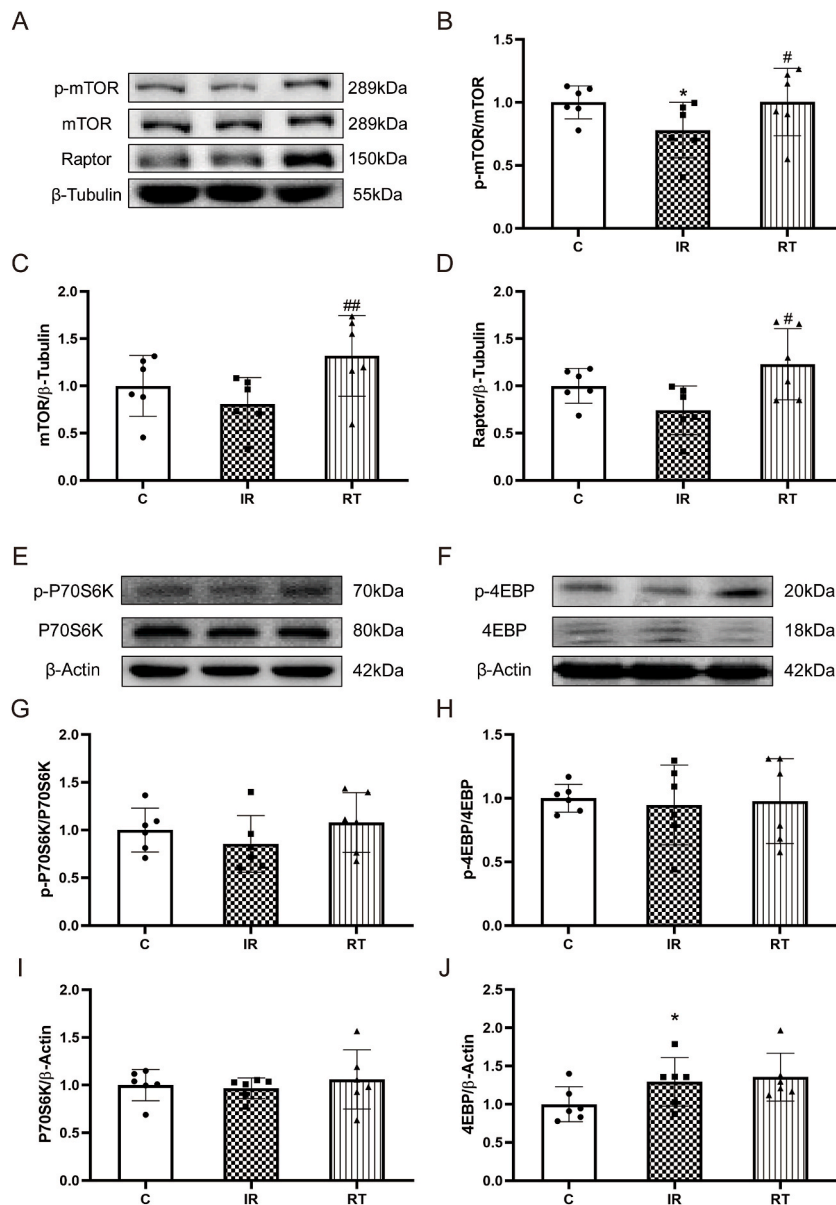 A
p-mTOR 289kDa
mTOR 289kDa
Raptor 150kDa
β-Tubulin 55kDa
B
p-mTOR/mTOR
1.5
1.0
0.5
0.0
*
#
C IR RT
C
mTOR/β-Tubulin
2.0
1.5
1.0
0.5
0.0
##
C IR RT
D
Raptor/β-Tubulin
2.0
1.5
1.0
0.5
0.0
#
C IR RT
E
p-P70S6K 70kDa
P70S6K 80kDa
β-Actin 42kDa
F
p-4EBP 20kDa
4EBP 18kDa
β-Actin 42kDa
G
p-P70S6K/P70S6K
2.0
1.5
1.0
0.5
0.0
C IR RT
H
p-4EBP/4EBP
1.5
1.0
0.5
0.0
C IR RT
I
P70S6K/β-Actin
2.0
1.5
1.0
0.5
0.0
C IR RT
J
4EBP/β-Actin
2.5
2.0
1.5
1.0
0.5
0.0
*
C IR RT